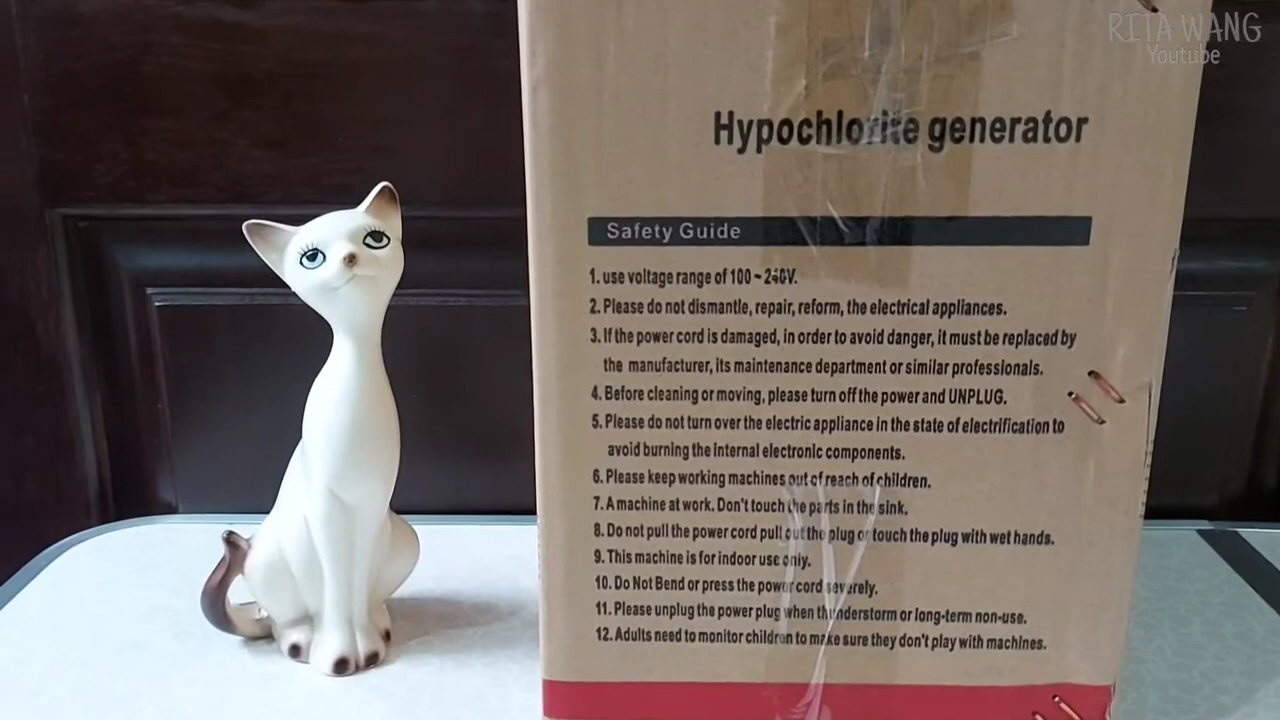 RITA WANG
Youtube
Hypochlorite generator
Safety Guide
1. use voltage range of 100 ~ 240V.
2. Please do not dismantle, repair, reform, the electrical appliances.
3. If the power cord is damaged, in order to avoid danger, it must be replaced by
the manufacturer, its maintenance department or similar professionals.
4. Before cleaning or moving, please turn off the power and UNPLUG.
5. Please do not turn over the electric appliance in the state of electrification to
avoid burning the internal electronic components.
6. Please keep working machines out of reach of children.
7. A machine at work. Don't touch the parts in the sink.
8. Do not pull the power cord pull out the plug or touch the plug with wet hands.
9. This machine is for indoor use only.
10. Do Not Bend or press the power cord severely.
11. Please unplug the power plug when thunderstorm or long-term non-use.
12. Adults need to monitor children to make sure they don't play with machines.